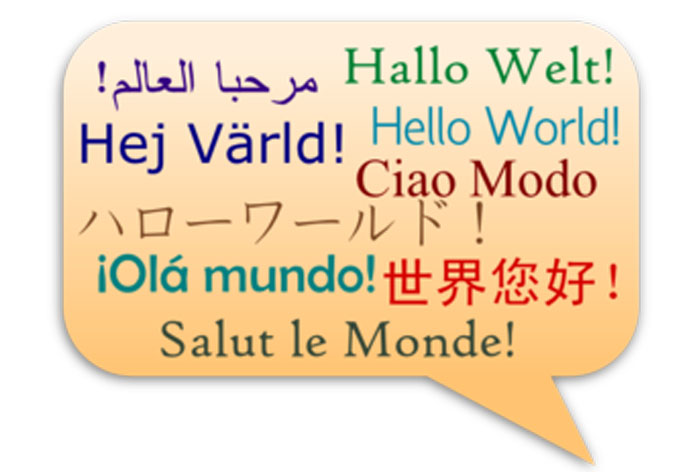 مرحبا العالم!
Hallo Welt!
Hej Värld!
Hello World!
Ciao Modo
ハローワールド！
¡Olá mundo!
世界您好!
Salut le Monde!